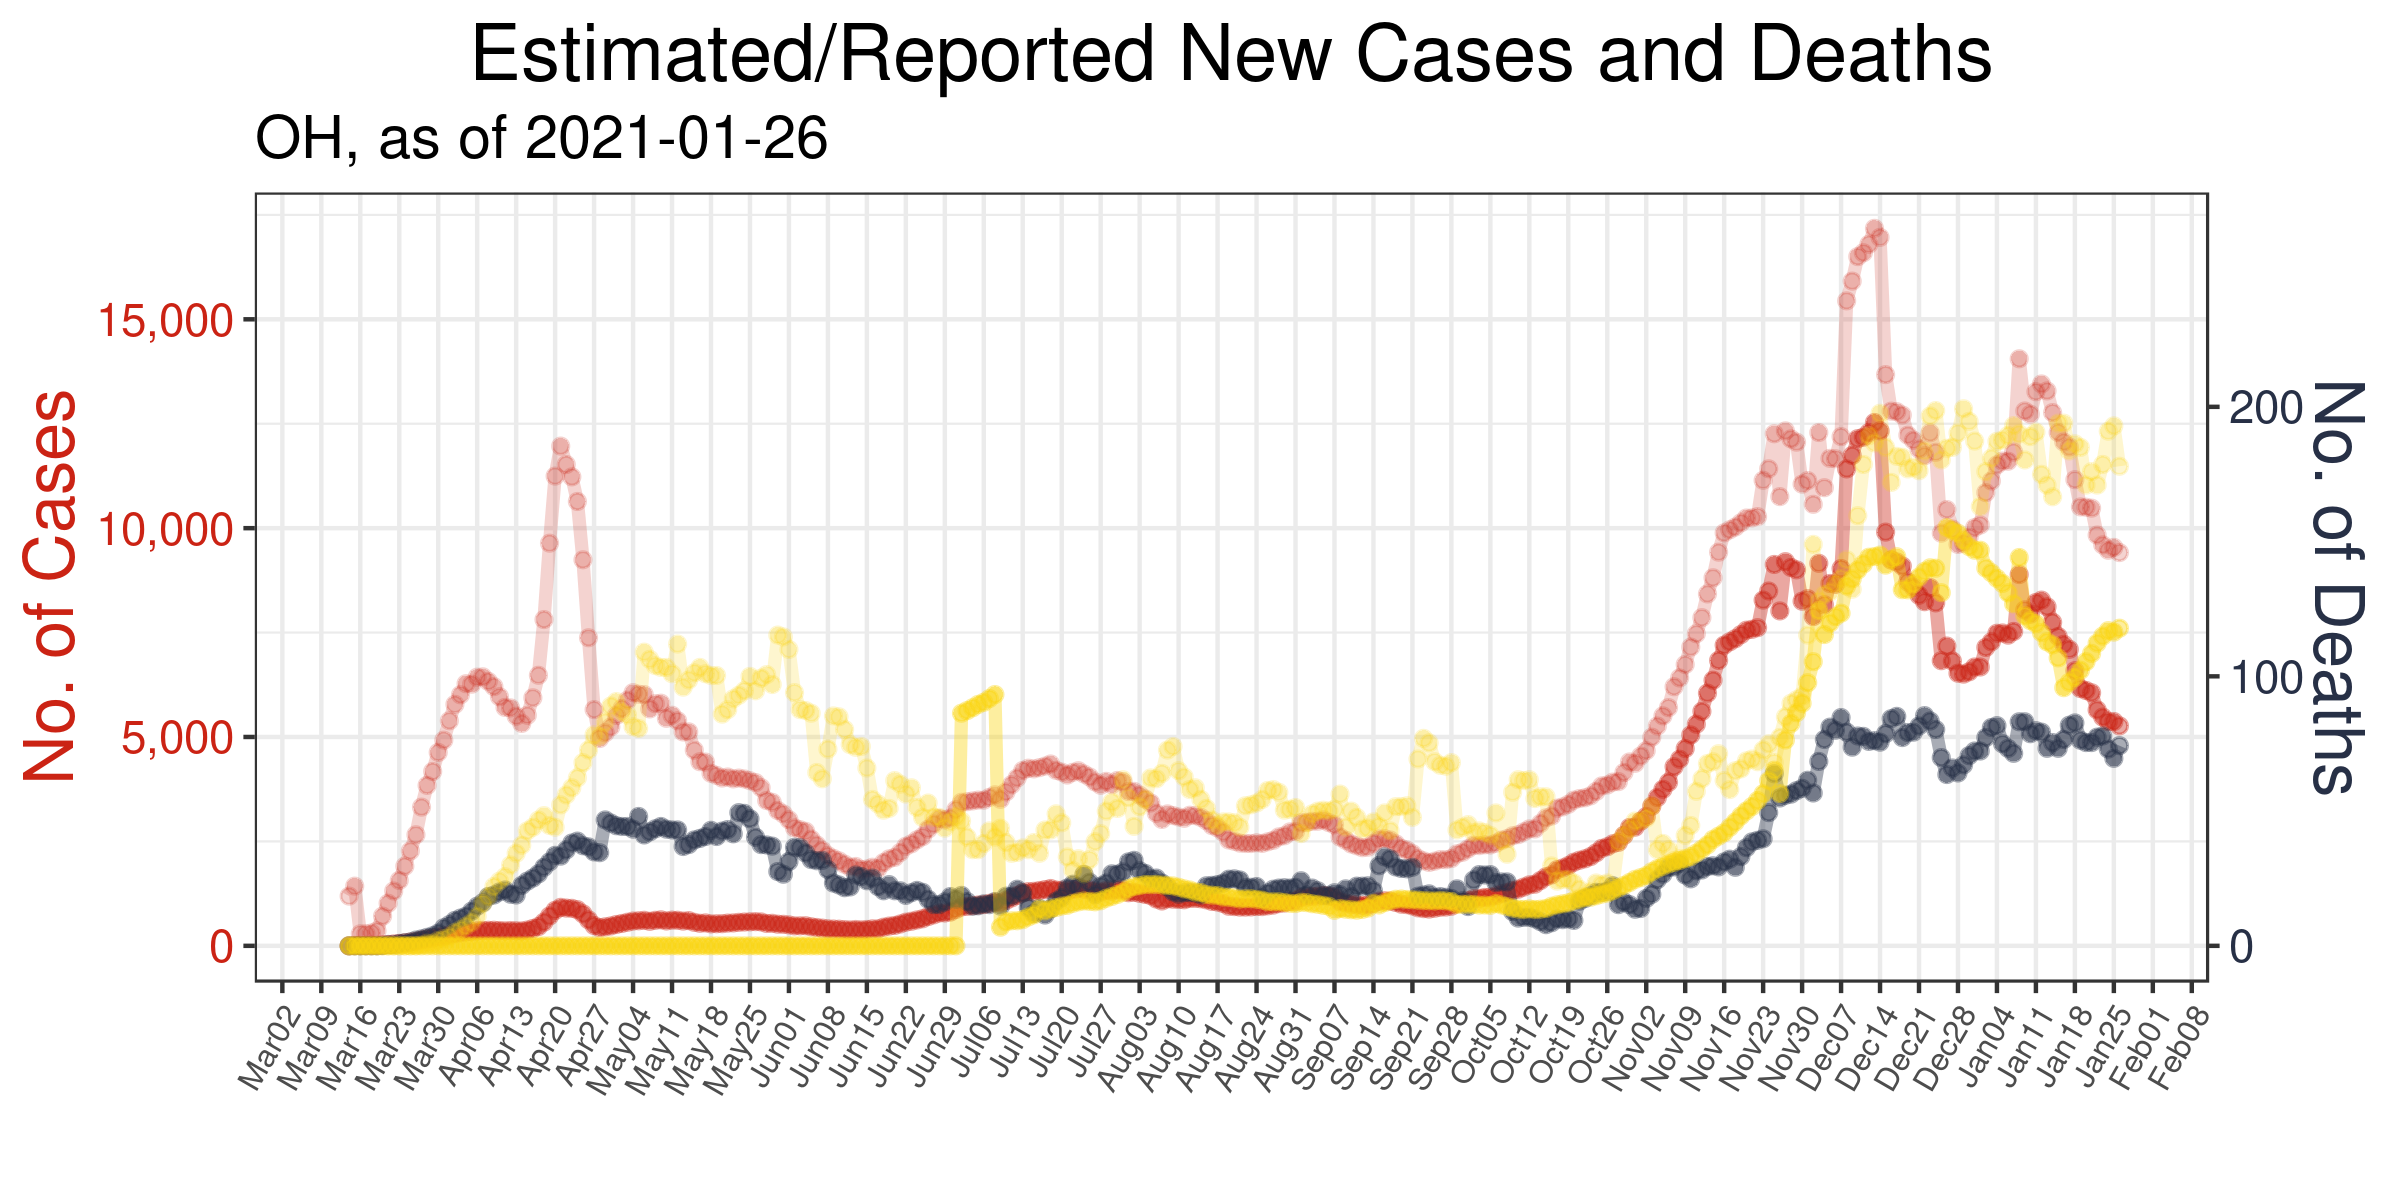 Estimated/Reported New Cases and Deaths
OH, as of 2021-01-26
No. of Cases
15,000
10,000
5,000
0
No. of Deaths
200
100
0
Mar02
Mar09
Mar16
Mar23
Mar30
Apr06
Apr13
Apr20
Apr27
May04
May11
May18
May25
Jun01
Jun08
Jun15
Jun22
Jun29
Jul06
Jul13
Jul20
Jul27
Aug03
Aug10
Aug17
Aug24
Aug31
Sep07
Sep14
Sep21
Sep28
Oct05
Oct12
Oct19
Oct26
Nov02
Nov09
Nov16
Nov23
Nov30
Dec07
Dec14
Dec21
Dec28
Jan04
Jan11
Jan18
Jan25
Feb01
Feb08